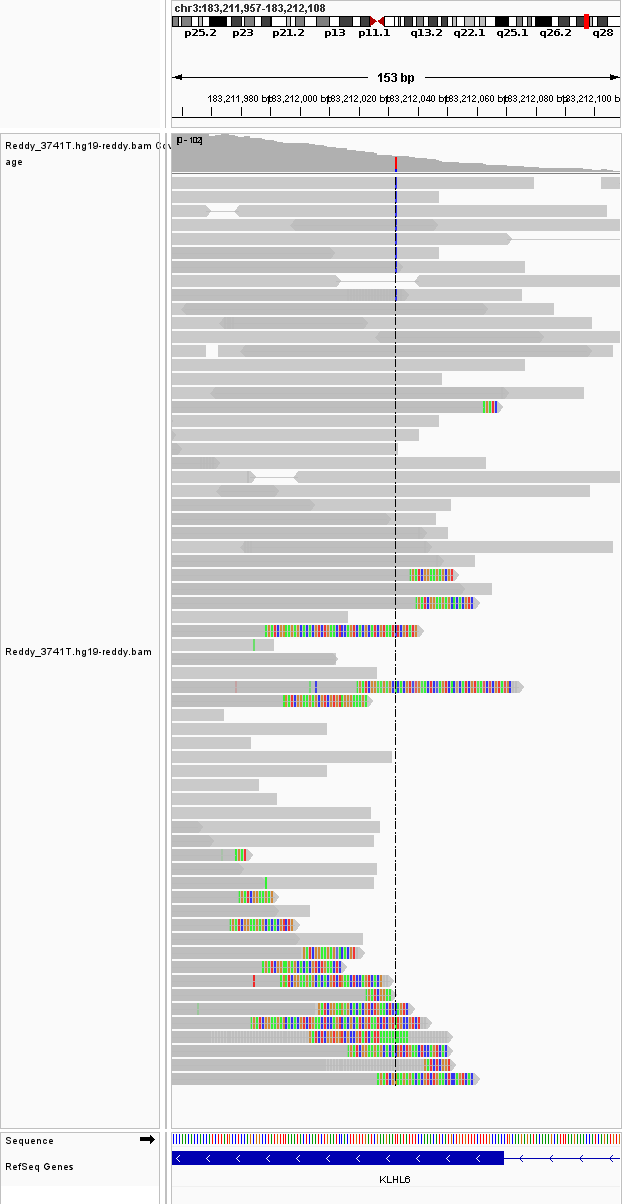 chr3:183,211,957-183,212,108
p25.2 p23 p21.2 p13 p11.1 q13.2 q22.1 q25.1 q26.2 q28
153 bp
183,211,980 bp 183,212,000 bp 183,212,020 bp 183,212,040 bp 183,212,060 bp 183,212,080 bp 183,212,100 b
Reddy_3741T.hg19-reddy.bam Cov
age
[0 - 102]
Reddy_3741T.hg19-reddy.bam
Sequence
RefSeq Genes
KLHL6